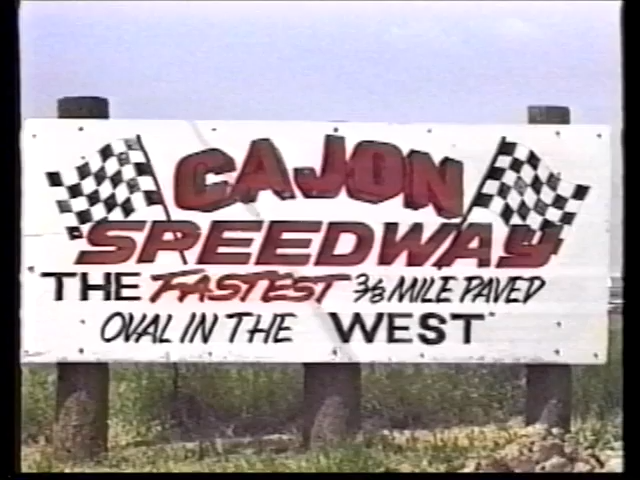 CAJON
SPEEDWAY
THE FASTEST 3/8 MILE PAVED
OVAL IN THE WEST